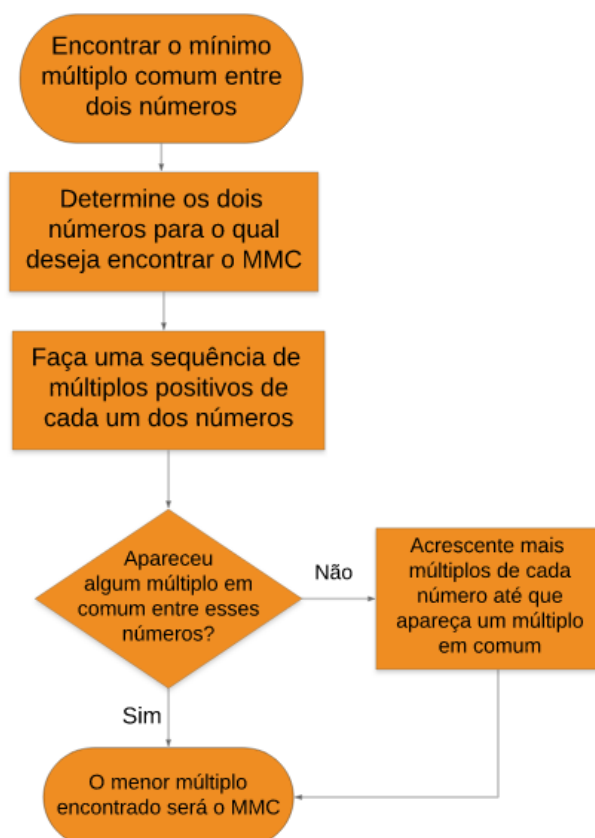 Encontrar o mínimo
múltiplo comum entre
dois números
Determine os dois
números para o qual
deseja encontrar o MMC
Faça uma sequência de
múltiplos positivos de
cada um dos números
Apareceu
algum múltiplo em
comum entre esses
números?
Não
Acrescente mais
múltiplos de cada
número até que
apareça um múltiplo
em comum
Sim
O menor múltiplo
encontrado será o MMC